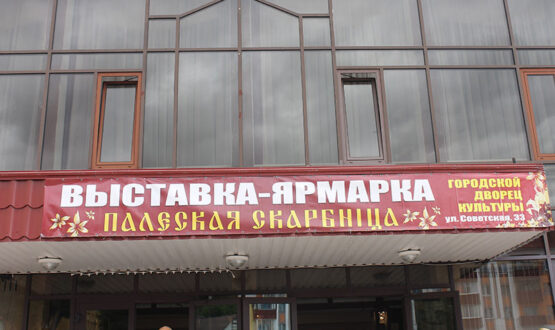 ВЫСТАВКА-ЯРМАРКА
ПАЛЕСКАЯ СКАРБНІЦА
ГОРОДСКОЙ
ДВОРЕЦ
КУЛЬТУРЫ
ул. Советская, 33